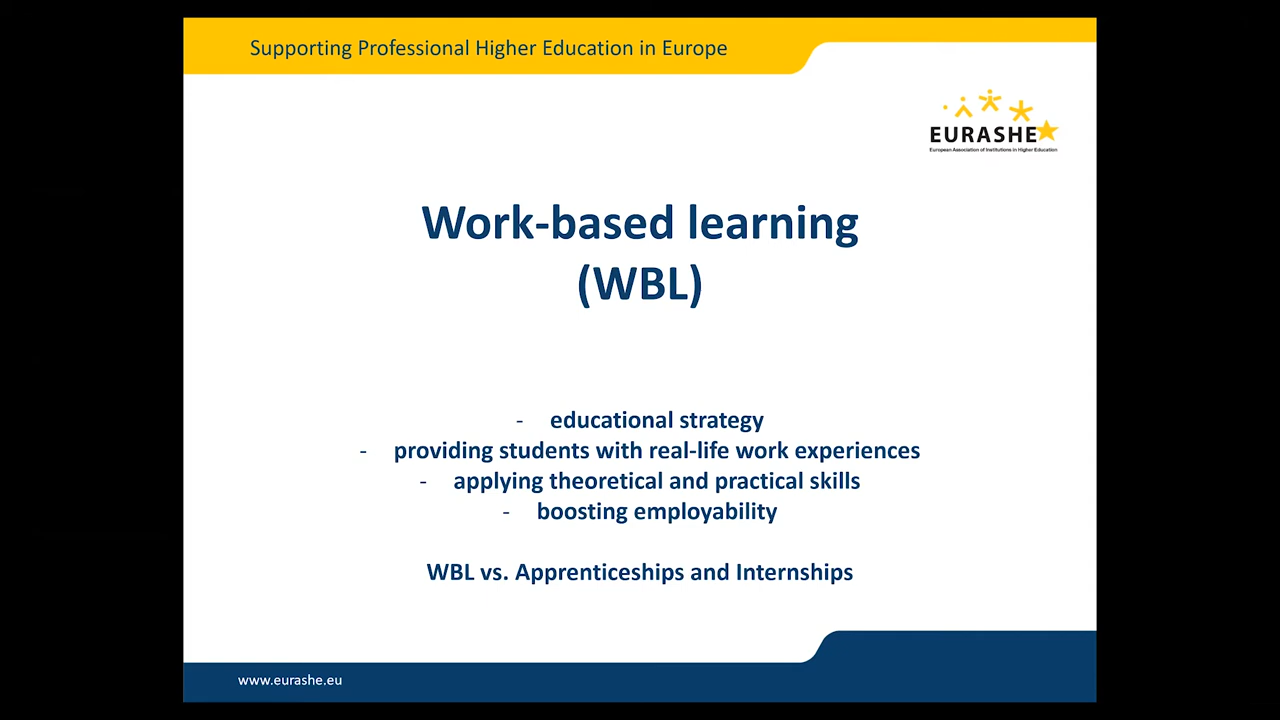 Supporting Professional Higher Education in Europe
EURASHE
European Association of Institutions in Higher Education
Work-based learning
(WBL)
- educational strategy
- providing students with real-life work experiences
- applying theoretical and practical skills
- boosting employability
WBL vs. Apprenticeships and Internships
www.eurashe.eu